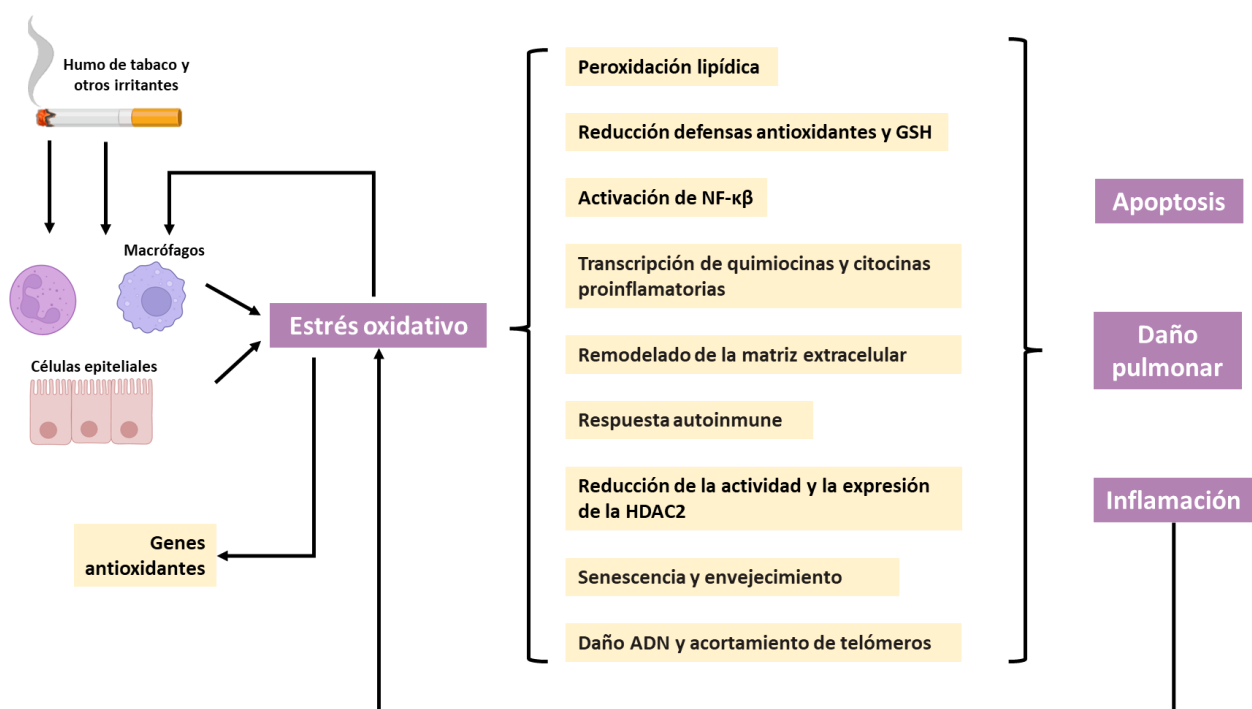 Humo de tabaco y
otros irritantes
Macrófagos
Células epiteliales
Estrés oxidativo
Genes
antioxidantes
Peroxidación lipídica
Reducción defensas antioxidantes y GSH
Activación de NF-κβ
Transcripción de quimiocinas y citocinas
proinflamatorias
Remodelado de la matriz extracelular
Respuesta autoinmune
Reducción de la actividad y la expresión
de la HDAC2
Senescencia y envejecimiento
Daño ADN y acortamiento de telómeros
Apoptosis
Daño
pulmonar
Inflamación